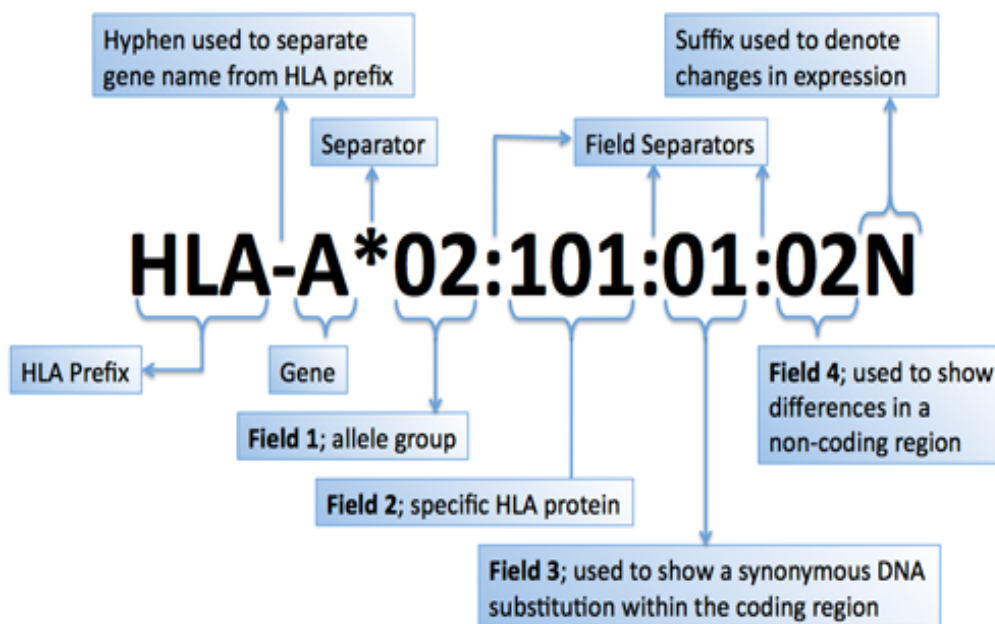 Hyphen used to separate
gene name from HLA prefix
Suffix used to denote
changes in expression
Separator
Field Separators
HLA-A*02:101:01:02N
HLA Prefix
Gene
Field 4; used to show
differences in a
non-coding region
Field 1; allele group
Field 2; specific HLA protein
Field 3; used to show a synonymous DNA
substitution within the coding region